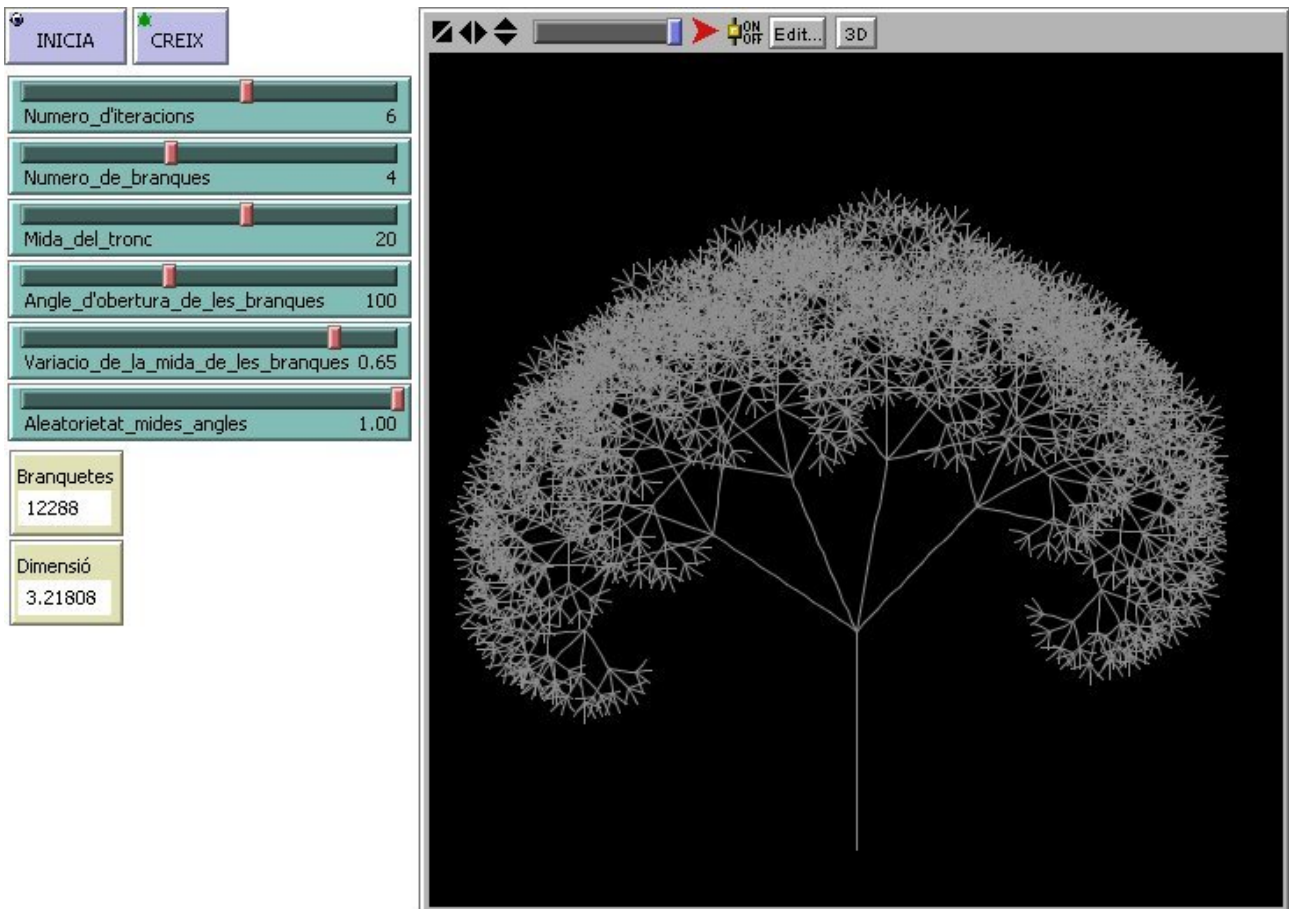 INICIA
CREIX
ON
OFF
Edit...
3D
Numero_d'iteracions 6
Numero_de_branques 4
Mida_del_tronc 20
Angle_d'obertura_de_les_branques 100
Variacio_de_la_mida_de_les_branques 0.65
Aleatorietat_mides_angles 1.00
Branquetes
12288
Dimensió
3.21808